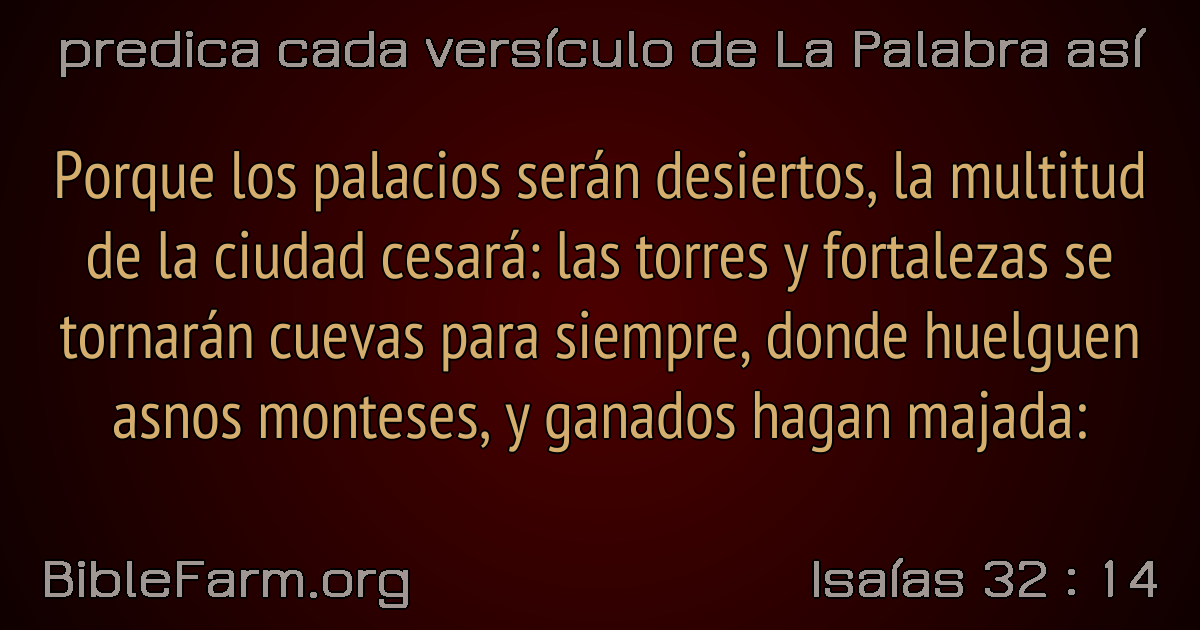 predica cada versículo de La Palabra así
Porque los palacios serán desiertos, la multitud
de la ciudad cesará: las torres y fortalezas se
tornarán cuevas para siempre, donde huelguen
asnos monteses, y ganados hagan majada:
BibleFarm.org
Isaías 32 : 14